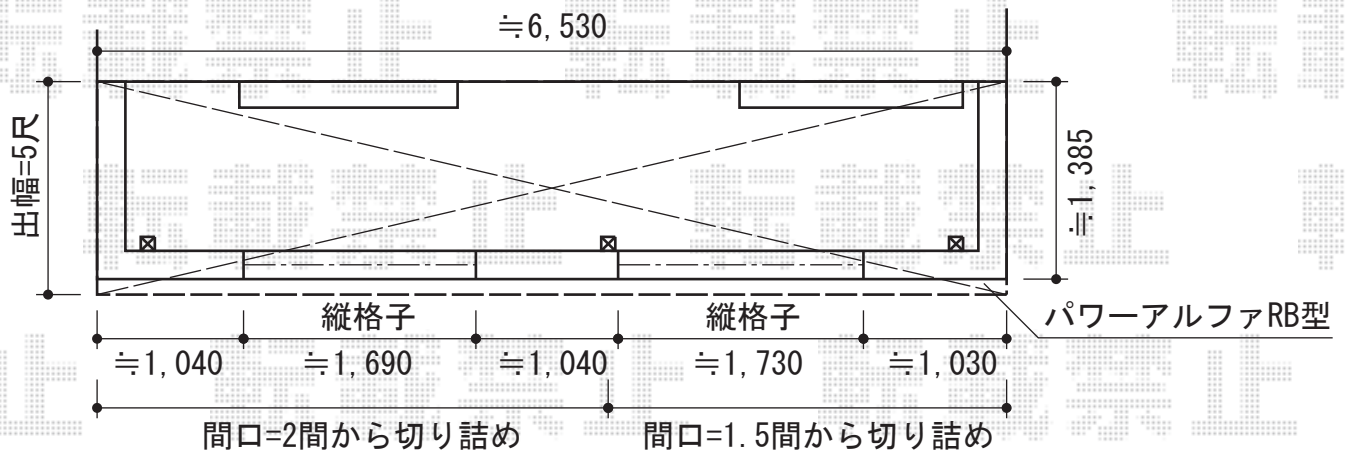 ≒6,530
出幅=5尺
≒1,385
パワーアルファRB型
縦格子
縦格子
≒1,040
≒1,690
≒1,040
≒1,730
≒1,030
間口=2間から切り詰め
間口=1.5間から切り詰め